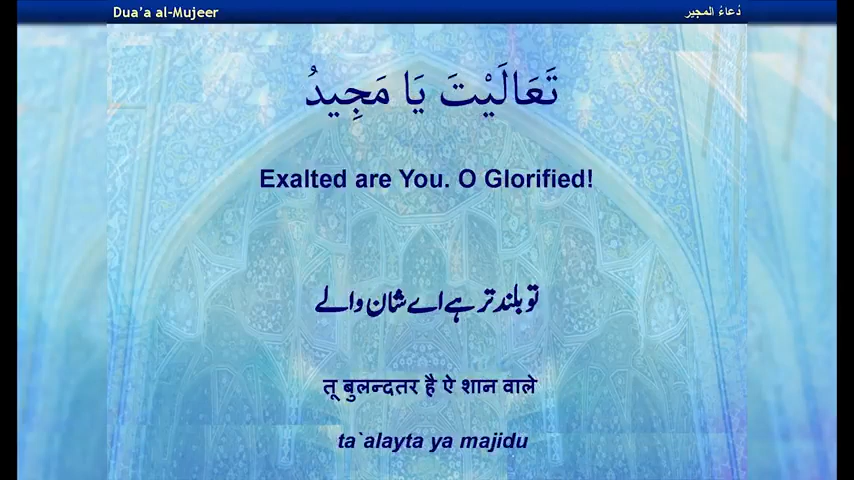 Dua'a al-Mujeer دُعاءُ المجير
تَعَالَيْتَ يَا مَجِيدُ
Exalted are You. O Glorified!
تو بلند تر ہے اے شان والے
तू बुलन्दतर है ऐ शान वाले
ta`alayta ya majidu